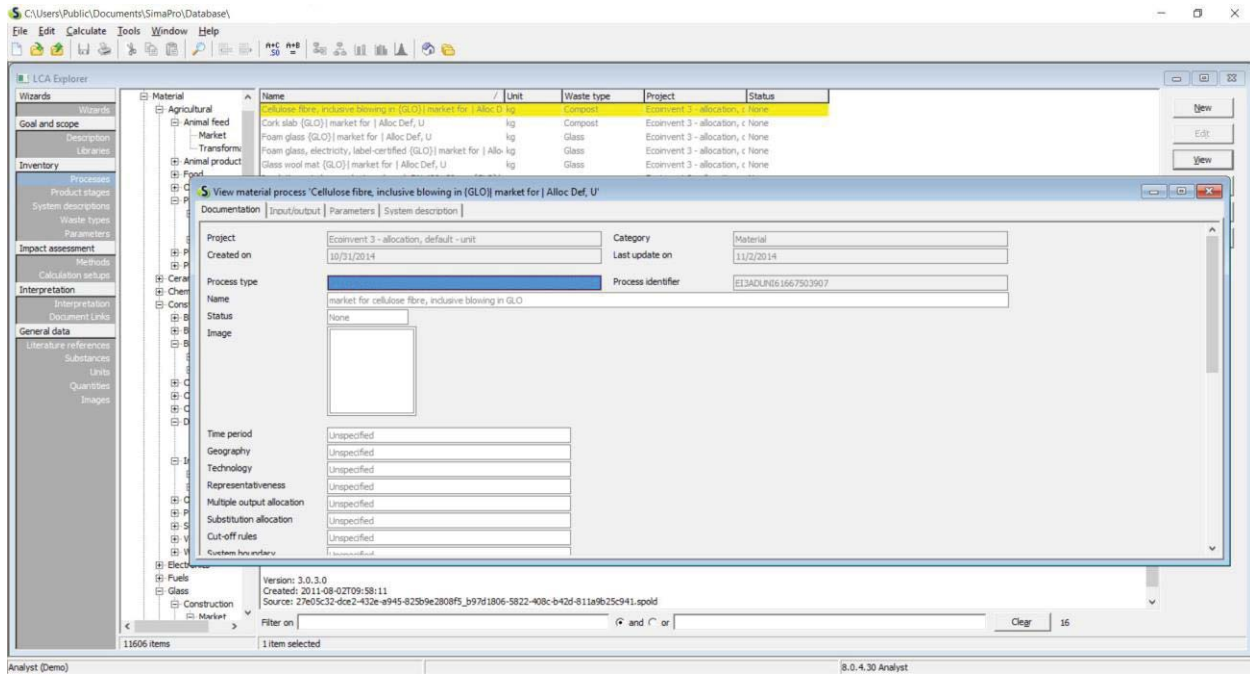 C:\Users\Public\Documents\SimaPro\Database\
File Edit Calculate Tools Window Help
A+C 50 A+B =
LCA Explorer
Wizards
Wizards
Goal and scope
Description
Libraries
Inventory
Processes
Product stages
System descriptions
Waste types
Parameters
Impact assessment
Methods
Calculation setups
Interpretation
Interpretation
Document Links
General data
Literature references
Substances
Units
Quantities
Images
Material
Agricultural
Animal feed
Market
Transforma
Animal product
Food
Cerar
Chem
Cons
Electronics
Fuels
Glass
Construction
Market
Name / Unit Waste type Project Status
Cellulose fibre, inclusive blowing in {GLO}| market for | Alloc D kg Compost Ecoinvent 3 - allocation, c None
Cork slab {GLO}| market for | Alloc Def, U kg Compost Ecoinvent 3 - allocation, c None
Foam glass {GLO}| market for | Alloc Def, U kg Glass Ecoinvent 3 - allocation, c None
Foam glass, electricity, label-certified {GLO}| market for | Allo kg Glass Ecoinvent 3 - allocation, c None
Glass wool mat {GLO}| market for | Alloc Def, U kg Glass Ecoinvent 3 - allocation, c None
New
Edit
View
View material process 'Cellulose fibre, inclusive blowing in {GLO}| market for | Alloc Def, U'
Documentation Input/output Parameters System description
Project Ecoinvent 3 - allocation, default - unit Category Material
Created on 10/31/2014 Last update on 11/2/2014
Process type Process identifier EI3ADUNI61667503907
Name market for cellulose fibre, inclusive blowing in GLO
Status None
Image
Time period Unspecified
Geography Unspecified
Technology Unspecified
Representativeness Unspecified
Multiple output allocation Unspecified
Substitution allocation Unspecified
Cut-off rules Unspecified
System boundary Unspecified
Version: 3.0.3.0
Created: 2011-08-02T09:58:11
Source: 27e05c32-dce2-432e-a945-825b9e2808f5_b97d1806-5822-408c-b42d-811a9b25c941.spold
Filter on and or Clear 16
11606 items 1 item selected
Analyst (Demo) 8.0.4.30 Analyst